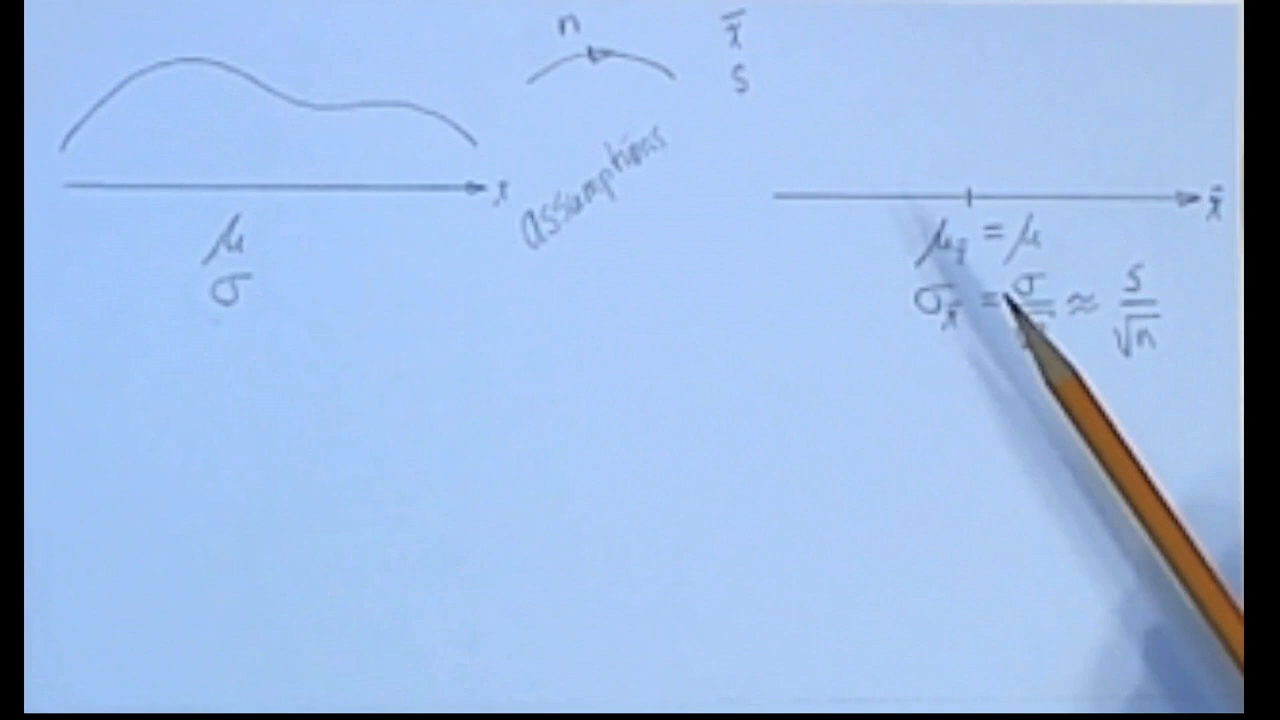 n
x̄
s
x
assumptions
x̄
μ
σ
μx̄ = μ
σx̄ = σ/√n ≈ s/√n